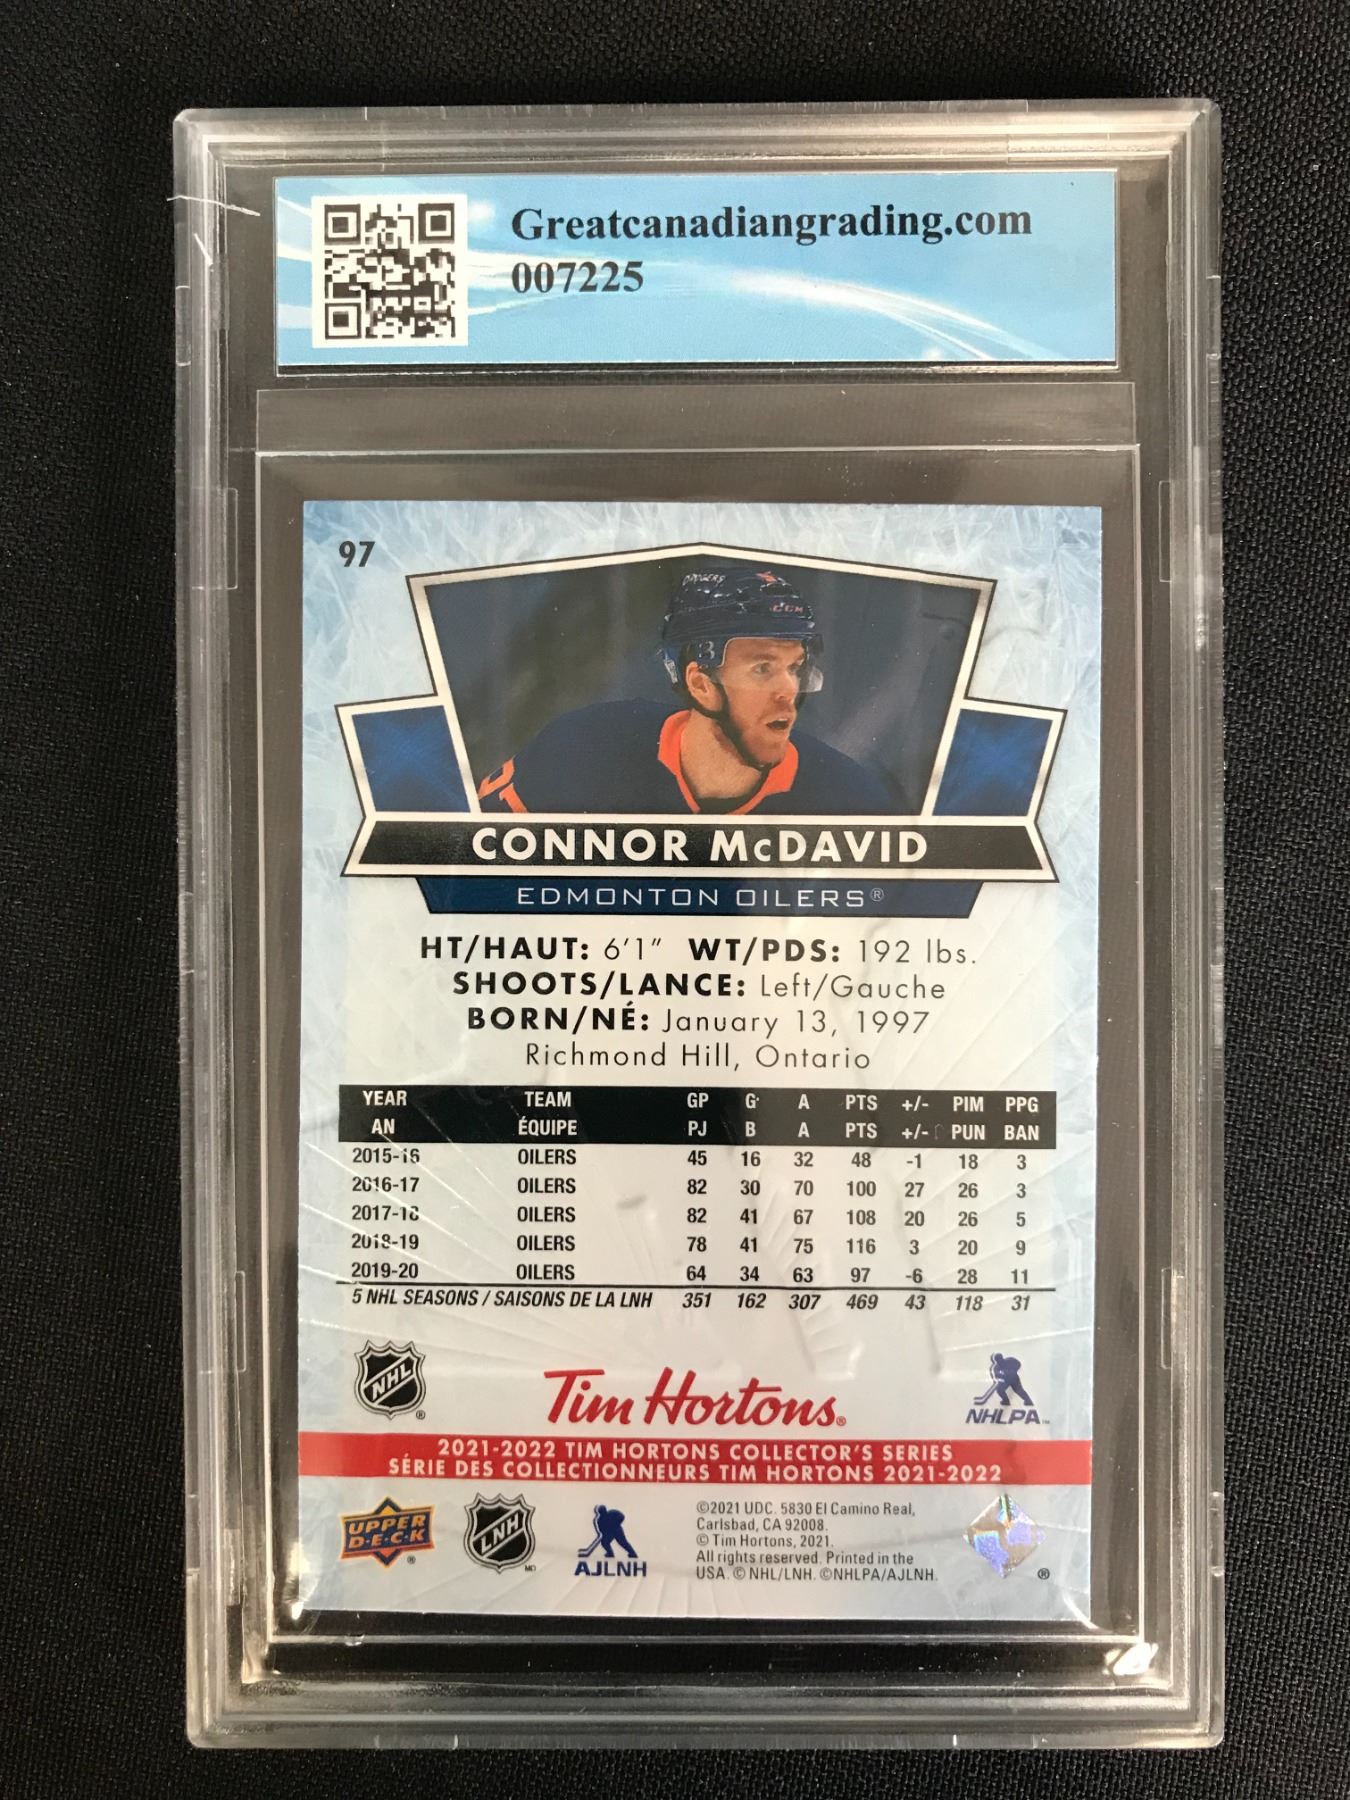 Greatcanadiangrading.com
007225
97
CCM
CONNOR McDAVID
EDMONTON OILERS®
HT/HAUT: 6'1" WT/PDS: 192 lbs.
SHOOTS/LANCE: Left/Gauche
BORN/NÉ: January 13, 1997
Richmond Hill, Ontario
YEAR TEAM GP G A PTS +/- PIM PPG
AN ÉQUIPE PJ B A PTS +/- PUN BAN
2015-16 OILERS 45 16 32 48 -1 18 3
2016-17 OILERS 82 30 70 100 27 26 3
2017-18 OILERS 82 41 67 108 20 26 5
2018-19 OILERS 78 41 75 116 3 20 9
2019-20 OILERS 64 34 63 97 -6 28 11
5 NHL SEASONS / SAISONS DE LA LNH 351 162 307 469 43 118 31
NHL ®
Tim Hortons®
NHLPA™
2021-2022 TIM HORTONS COLLECTOR'S SERIES
SÉRIE DES COLLECTIONNEURS TIM HORTONS 2021-2022
UPPER
D·E·C·K ®
LNH MD
AJLNH
©2021 UDC. 5830 El Camino Real,
Carlsbad, CA 92008.
© Tim Hortons, 2021.
All rights reserved. Printed in the
USA. © NHL/LNH. ©NHLPA/AJLNH.
®